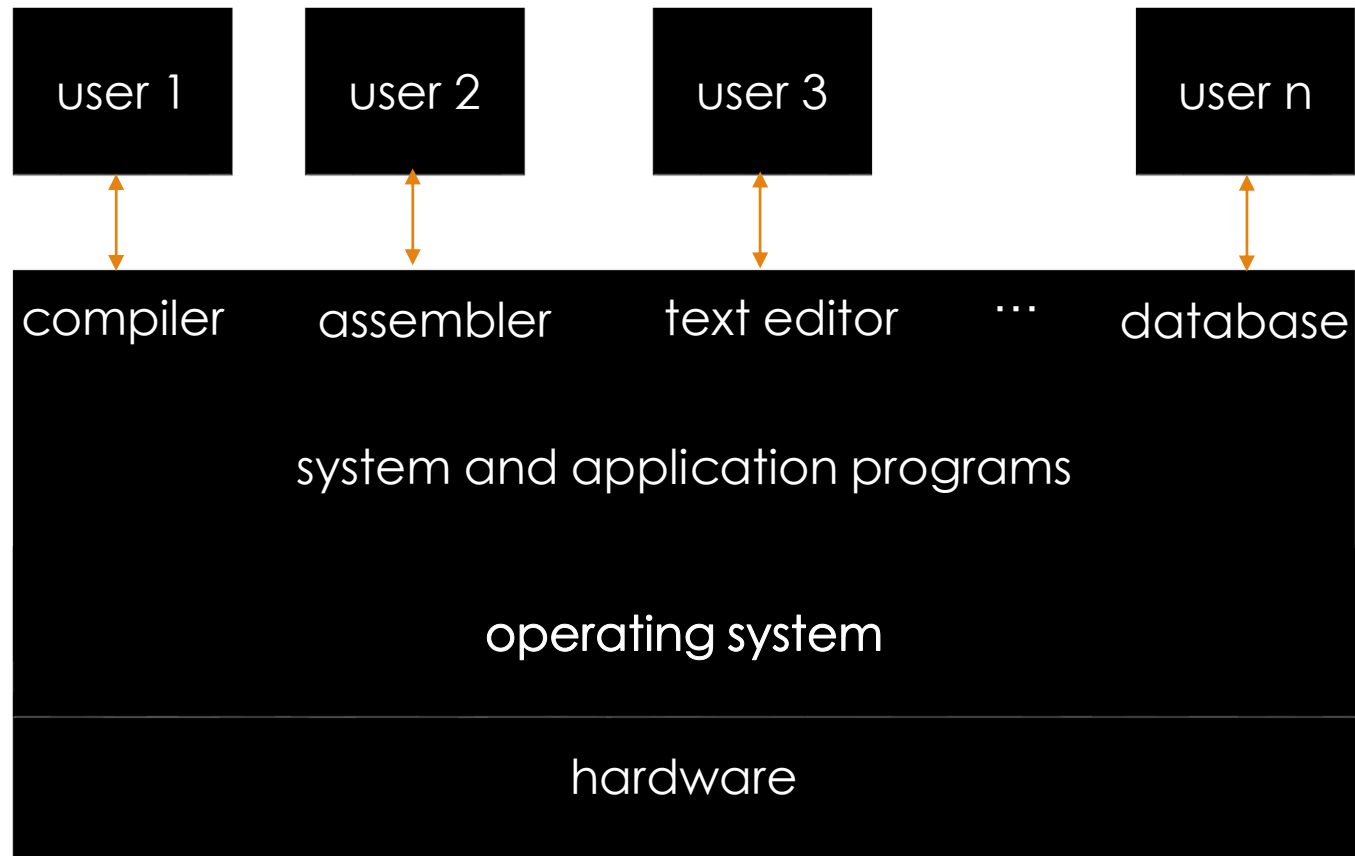 user 1 user 2 user 3 user n
compiler assembler text editor ... database
system and application programs
operating system
hardware